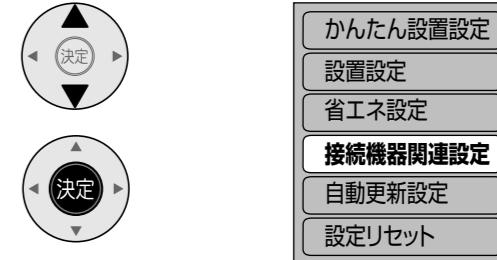 決定
決定
かんたん設置設定
設置設定
省エネ設定
接続機器関連設定
自動更新設定
設定リセット